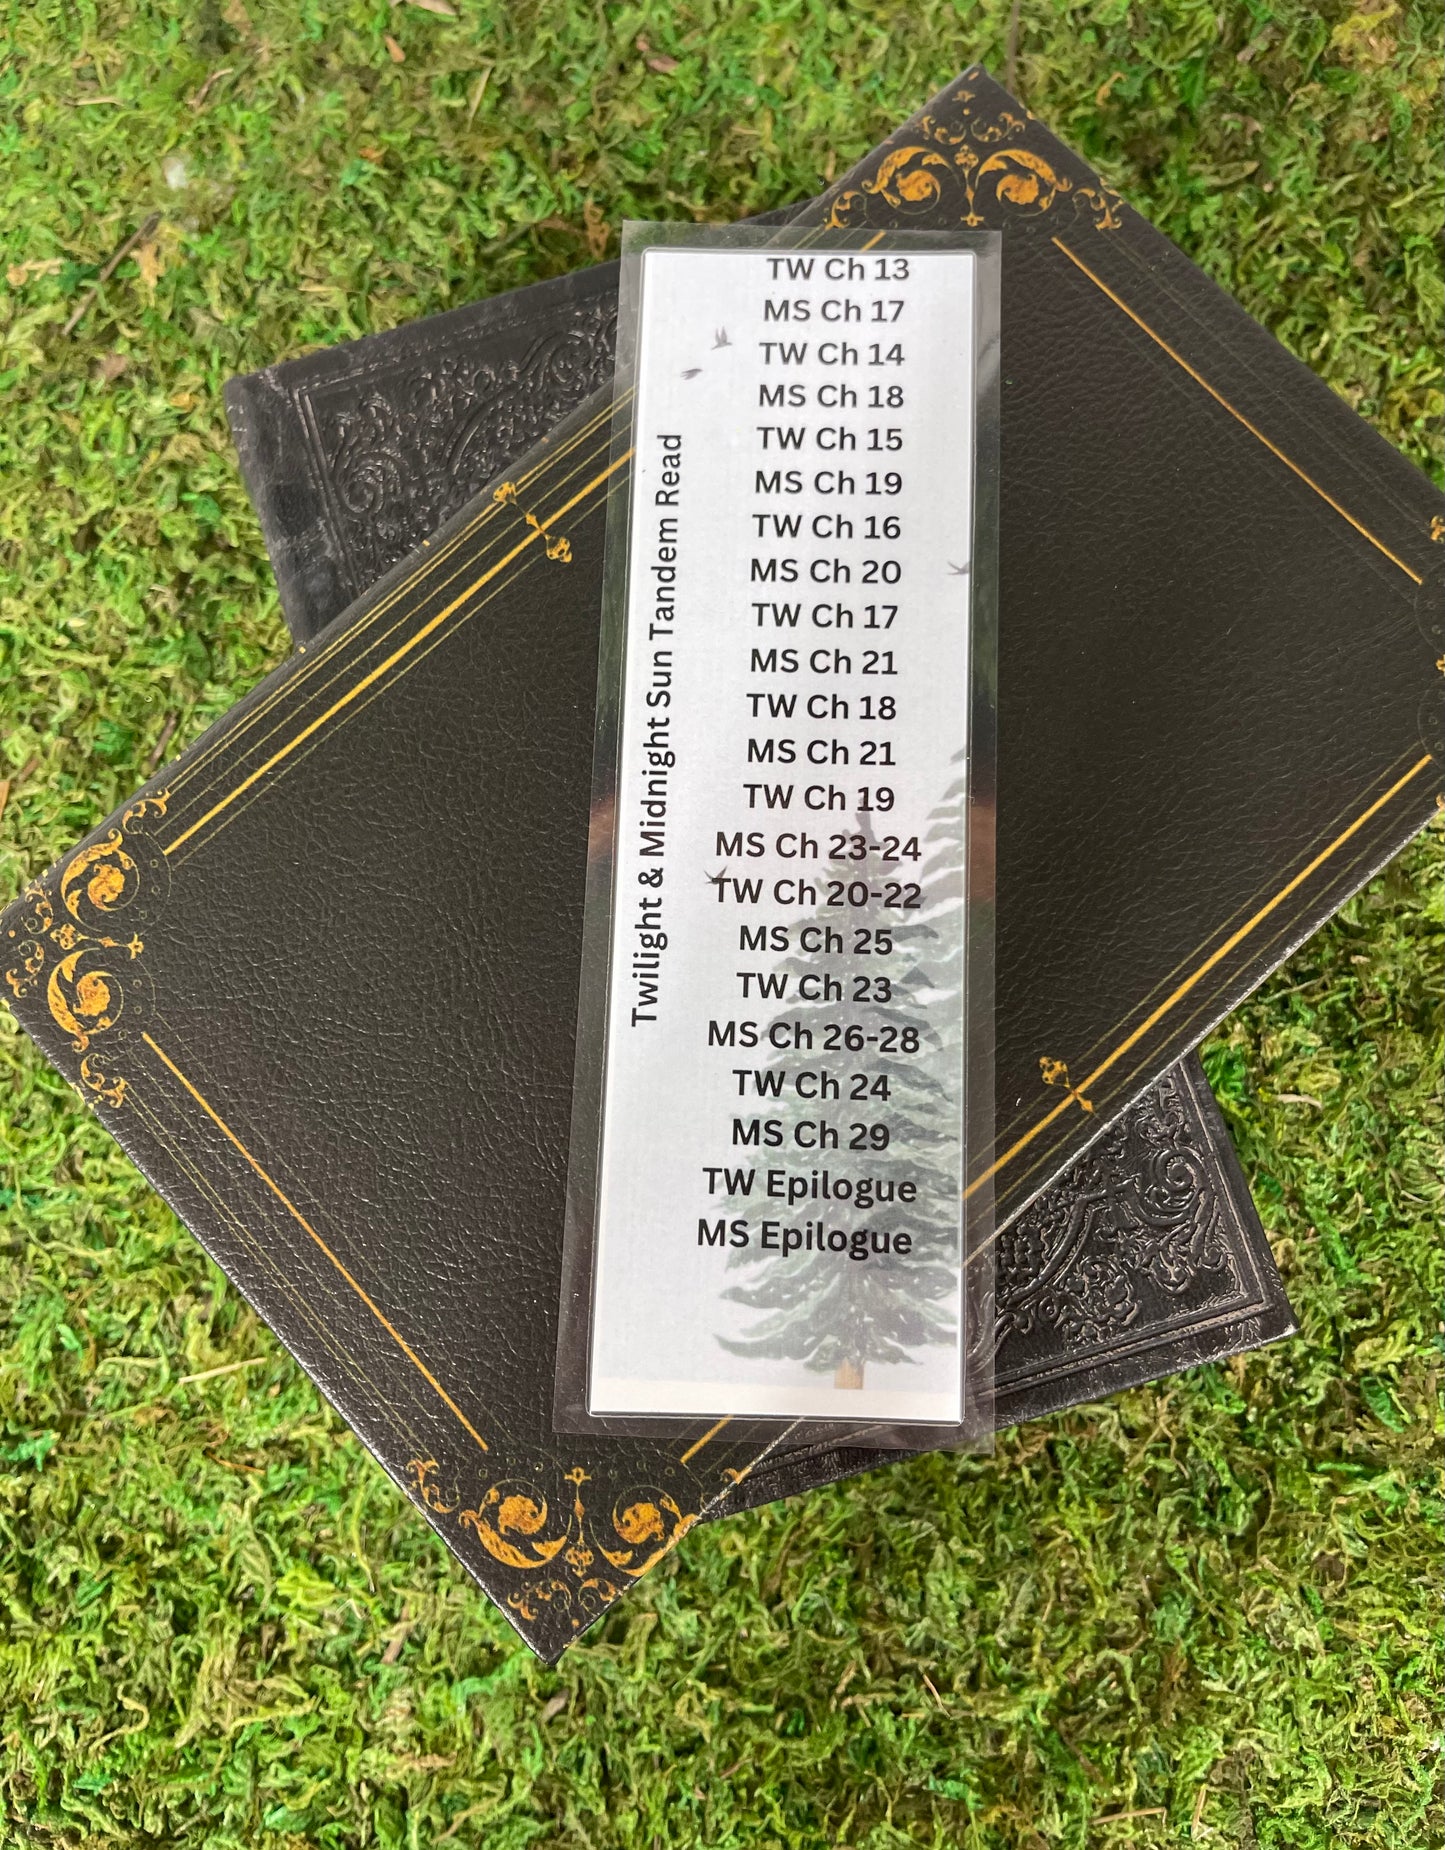 Twilight & Midnight Sun Tandem Read
TW Ch 13
MS Ch 17
TW Ch 14
MS Ch 18
TW Ch 15
MS Ch 19
TW Ch 16
MS Ch 20
TW Ch 17
MS Ch 21
TW Ch 18
MS Ch 21
TW Ch 19
MS Ch 23-24
TW Ch 20-22
MS Ch 25
TW Ch 23
MS Ch 26-28
TW Ch 24
MS Ch 29
TW Epilogue
MS Epilogue